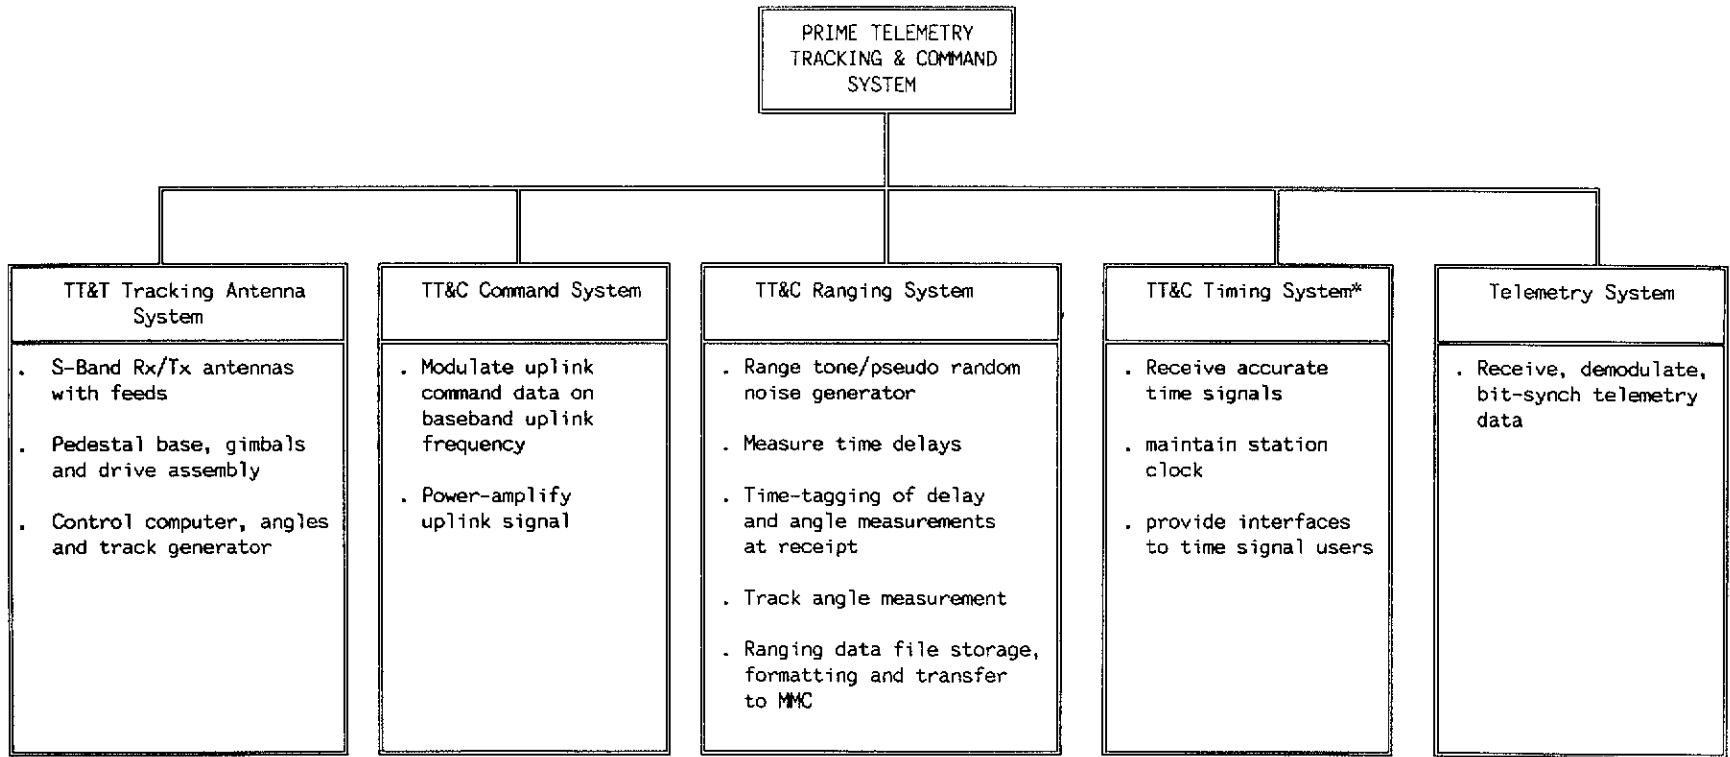 PRIME TELEMETRY
TRACKING & COMMAND
SYSTEM
TT&T Tracking Antenna
System
. S-Band Rx/Tx antennas
with feeds
. Pedestal base, gimbals
and drive assembly
. Control computer, angles
and track generator
TT&C Command System
. Modulate uplink
command data on
baseband uplink
frequency
. Power-amplify
uplink signal
TT&C Ranging System
. Range tone/pseudo random
noise generator
. Measure time delays
. Time-tagging of delay
and angle measurements
at receipt
. Track angle measurement
. Ranging data file storage,
formatting and transfer
to MMC
TT&C Timing System*
. Receive accurate
time signals
. maintain station
clock
. provide interfaces
to time signal users
Telemetry System
. Receive, demodulate,
bit-synch telemetry
data